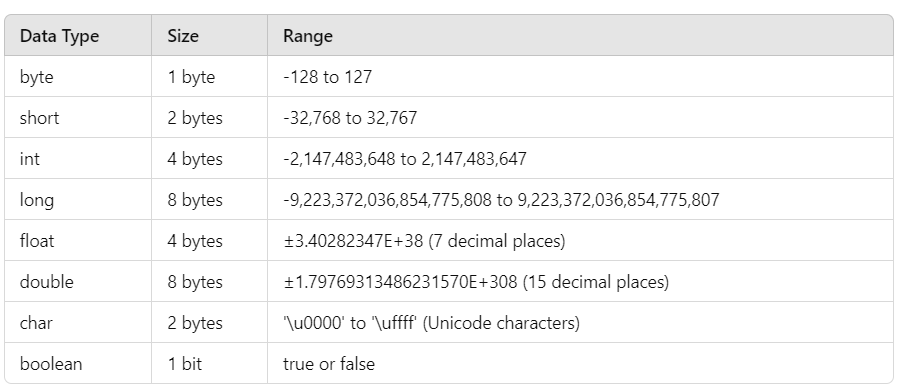 Data Type Size Range
byte 1 byte -128 to 127
short 2 bytes -32,768 to 32,767
int 4 bytes -2,147,483,648 to 2,147,483,647
long 8 bytes -9,223,372,036,854,775,808 to 9,223,372,036,854,775,807
float 4 bytes ±3.40282347E+38 (7 decimal places)
double 8 bytes ±1.79769313486231570E+308 (15 decimal places)
char 2 bytes '\u0000' to '\uffff' (Unicode characters)
boolean 1 bit true or false